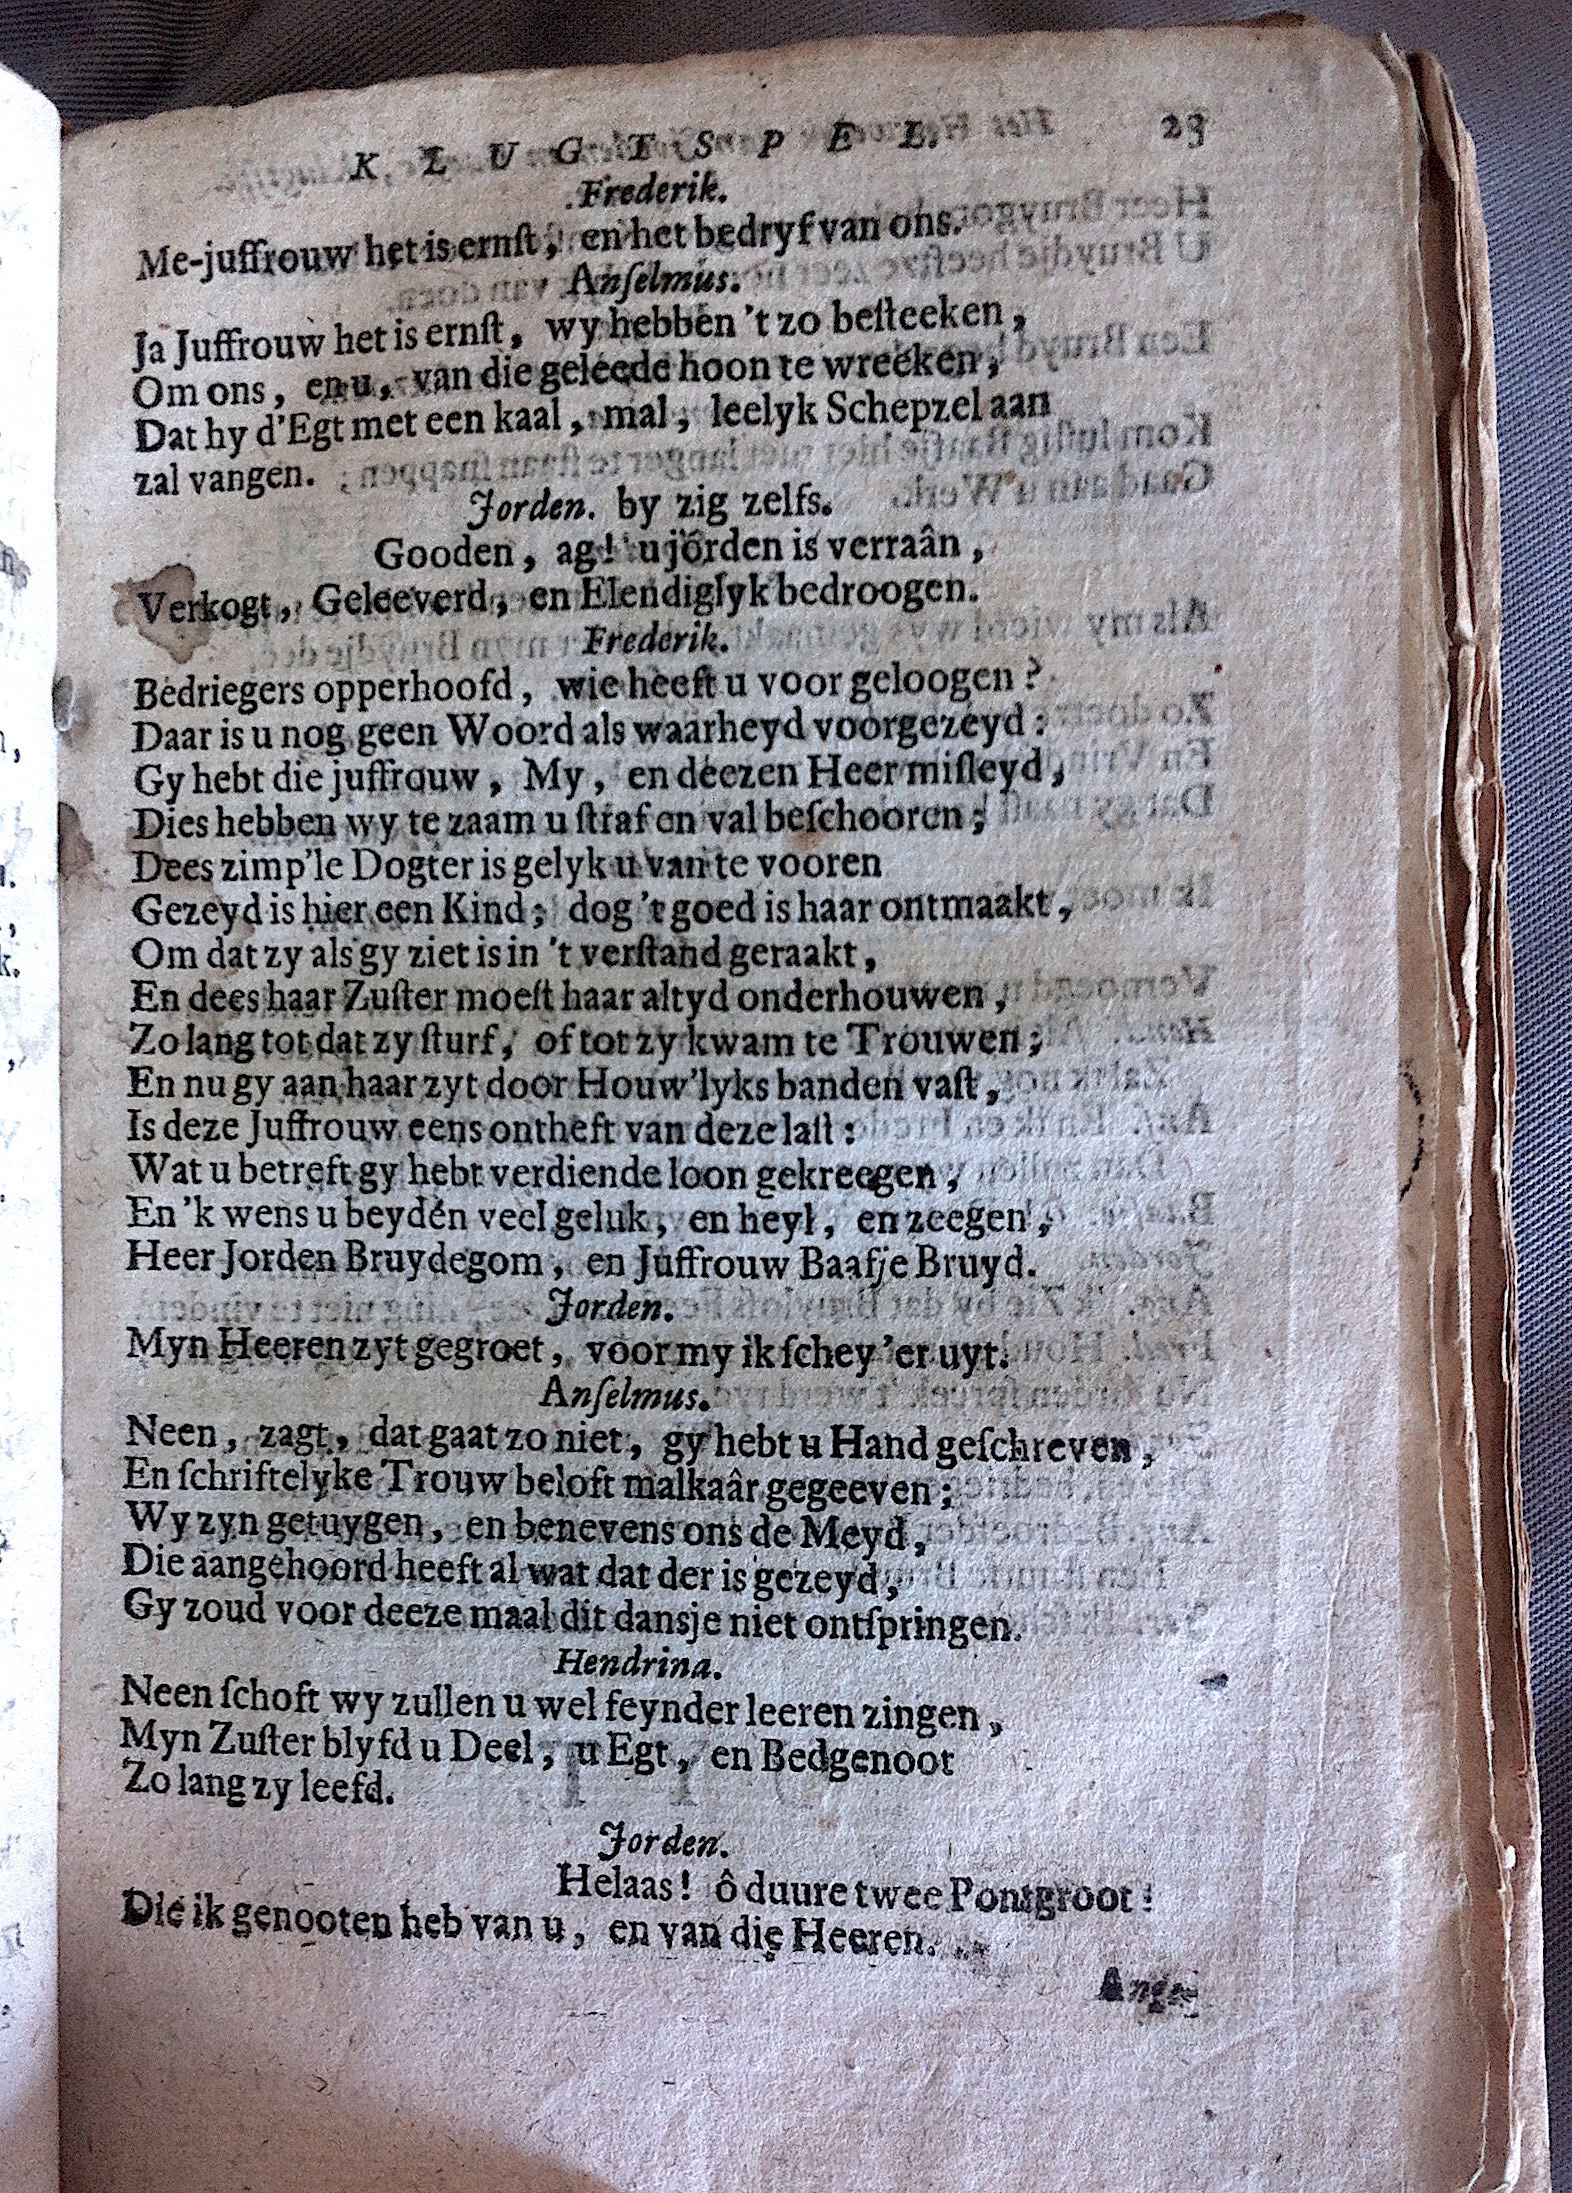 KLUGTSPEL. 23
Frederik.
Me-juffrouw het is ernſt, en het bedryf van ons.
Anſelmus.
Ja Juffrouw het is ernſt, wy hebben 't zo beſteeken,
Om ons, en u, van die geleede hoon te wreeken,
Dat hy d'Egt met een kaal, mal, leelyk Schepzel aan
zal vangen.
Jorden. by zig zelfs.
Gooden, ag! u jorden is verraân,
Verkogt, Geleeverd, en Elendiglyk bedroogen.
Frederik.
Bedriegers opperhoofd, wie heeft u voor geloogen?
Daar is u nog geen Woord als waarheyd voorgezeyd:
Gy hebt die juffrouw, My, en deezen Heer miſleyd,
Dies hebben wy te zaam u ſtraf en val beſchooren;
Dees zimp'le Dogter is gelyk u van te vooren
Gezeyd is hier een Kind; dog 't goed is haar ontmaakt,
Om dat zy als gy ziet is in 't verſtand geraakt,
En dees haar Zuſter moeſt haar altyd onderhouwen,
Zo lang tot dat zy ſturf, of tot zy kwam te Trouwen;
En nu gy aan haar zyt door Houw'lyks banden vaſt,
Is deze Juffrouw eens ontheft van deze laſt:
Wat u betreft gy hebt verdiende loon gekreegen,
En 'k wens u beyden veel geluk, en heyl, en zeegen,
Heer Jorden Bruydegom, en Juffrouw Baafje Bruyd.
Jorden.
Myn Heeren zyt gegroet, voor my ik ſchey 'er uyt.
Anſelmus.
Neen, zagt, dat gaat zo niet, gy hebt u Hand geſchreven,
En ſchriftelyke Trouw beloft malkaâr gegeeven;
Wy zyn getuygen, en benevens ons de Meyd,
Die aangehoord heeft al wat dat der is gezeyd,
Gy zoud voor deeze maal dit dansje niet ontſpringen.
Hendrina.
Neen ſchoft wy zullen u wel feynder leeren zingen,
Myn Zuſter blyfd u Deel, u Egt, en Bedgenoot
Zo lang zy leefd.
Jorden.
Helaas! ô duure twee Pontgroot!
Die ik genooten heb van u, en van die Heeren.